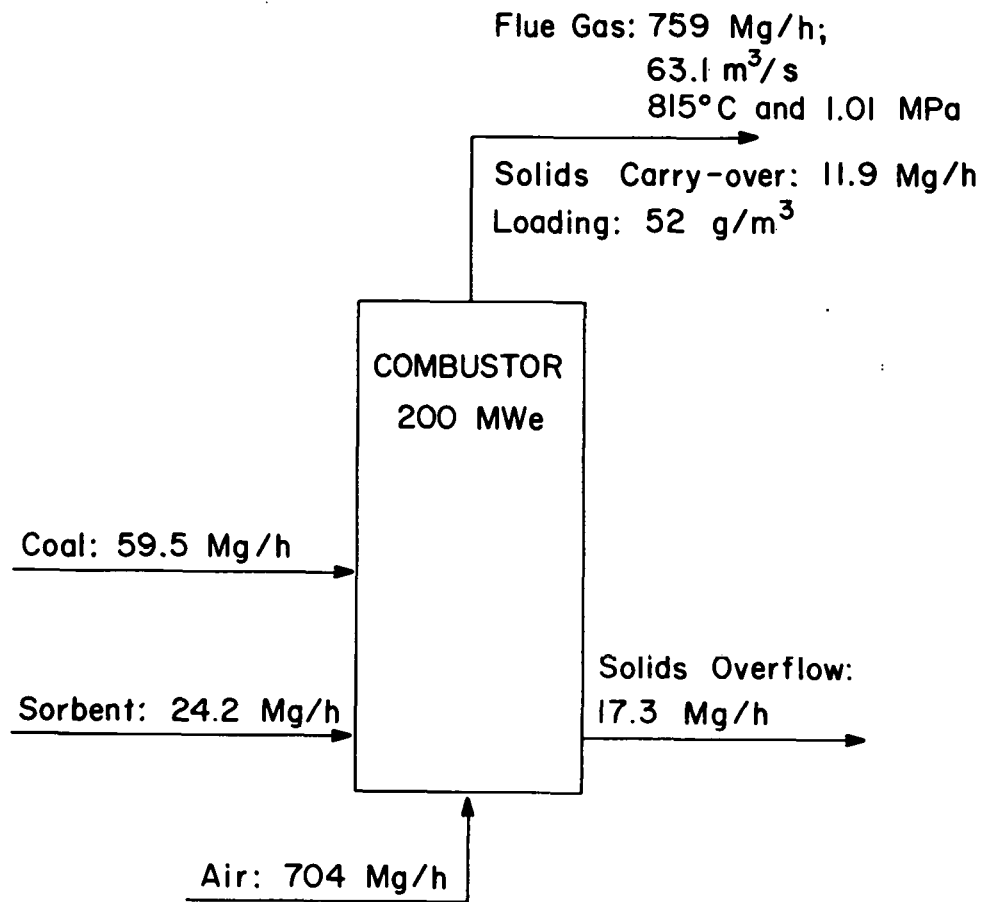 Flue Gas: 759 Mg/h;
63.1 m³/s
815°C and 1.01 MPa
Solids Carry-over: 11.9 Mg/h
Loading: 52 g/m³
COMBUSTOR
200 MWe
Coal: 59.5 Mg/h
Solids Overflow:
17.3 Mg/h
Sorbent: 24.2 Mg/h
Air: 704 Mg/h